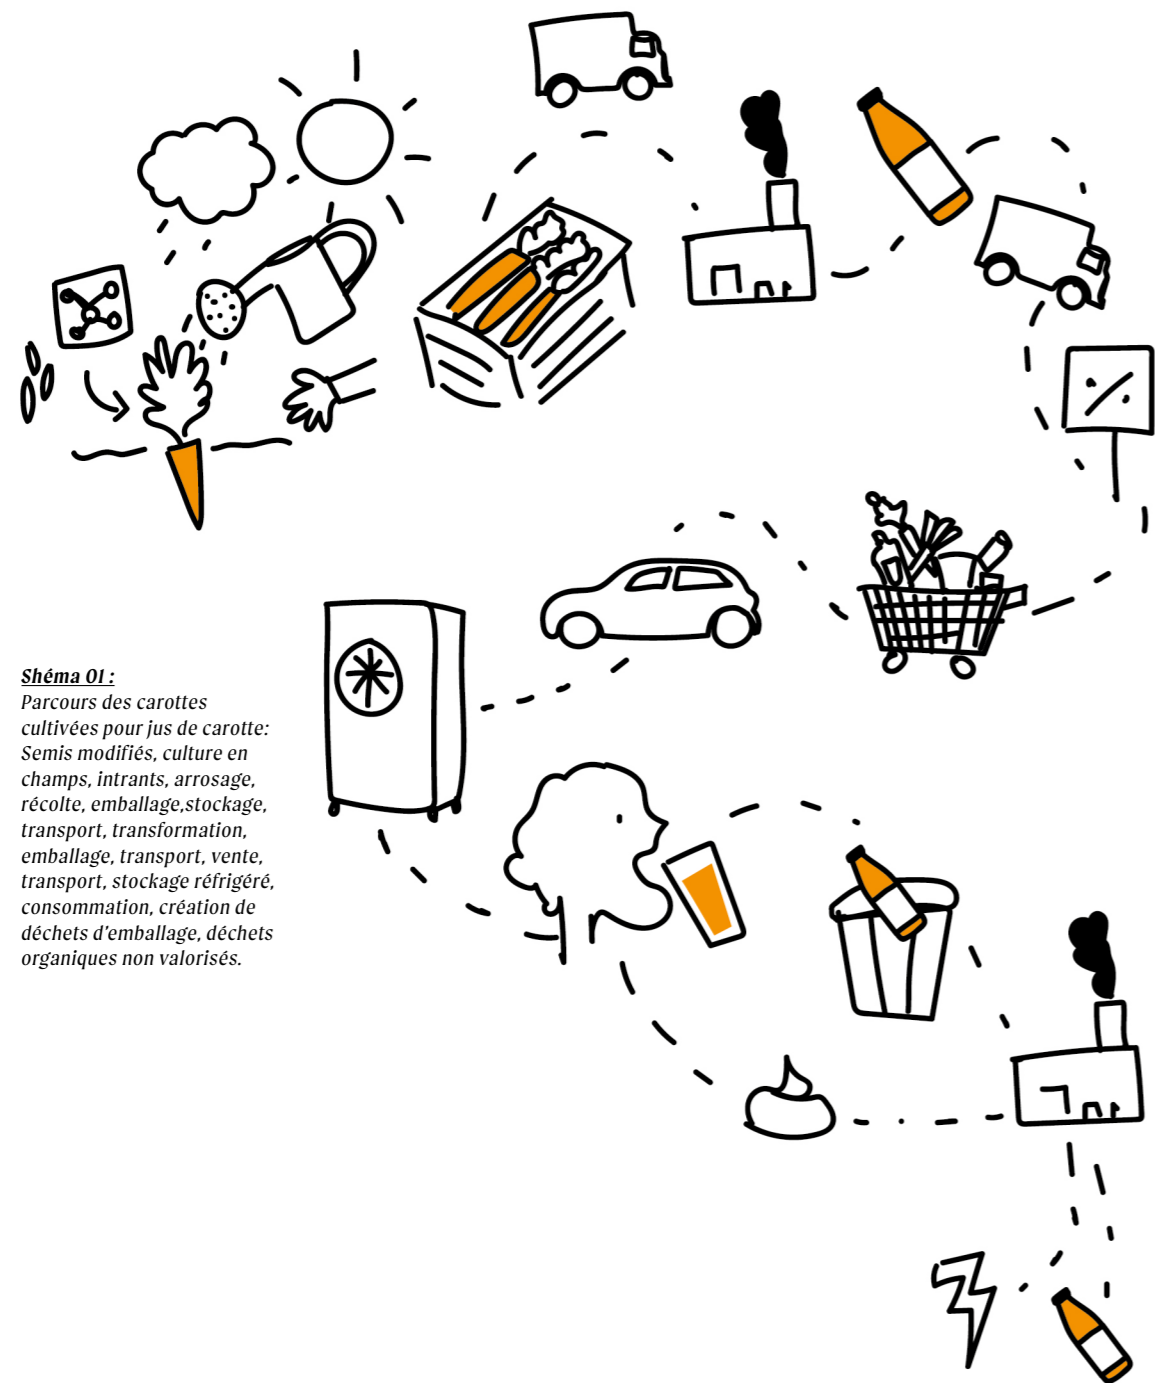 Shéma 01 :
Parcours des carottes
cultivées pour jus de carotte:
Semis modifiés, culture en
champs, intrants, arrosage,
récolte, emballage,stockage,
transport, transformation,
emballage, transport, vente,
transport, stockage réfrigéré,
consommation, création de
déchets d'emballage, déchets
organiques non valorisés.